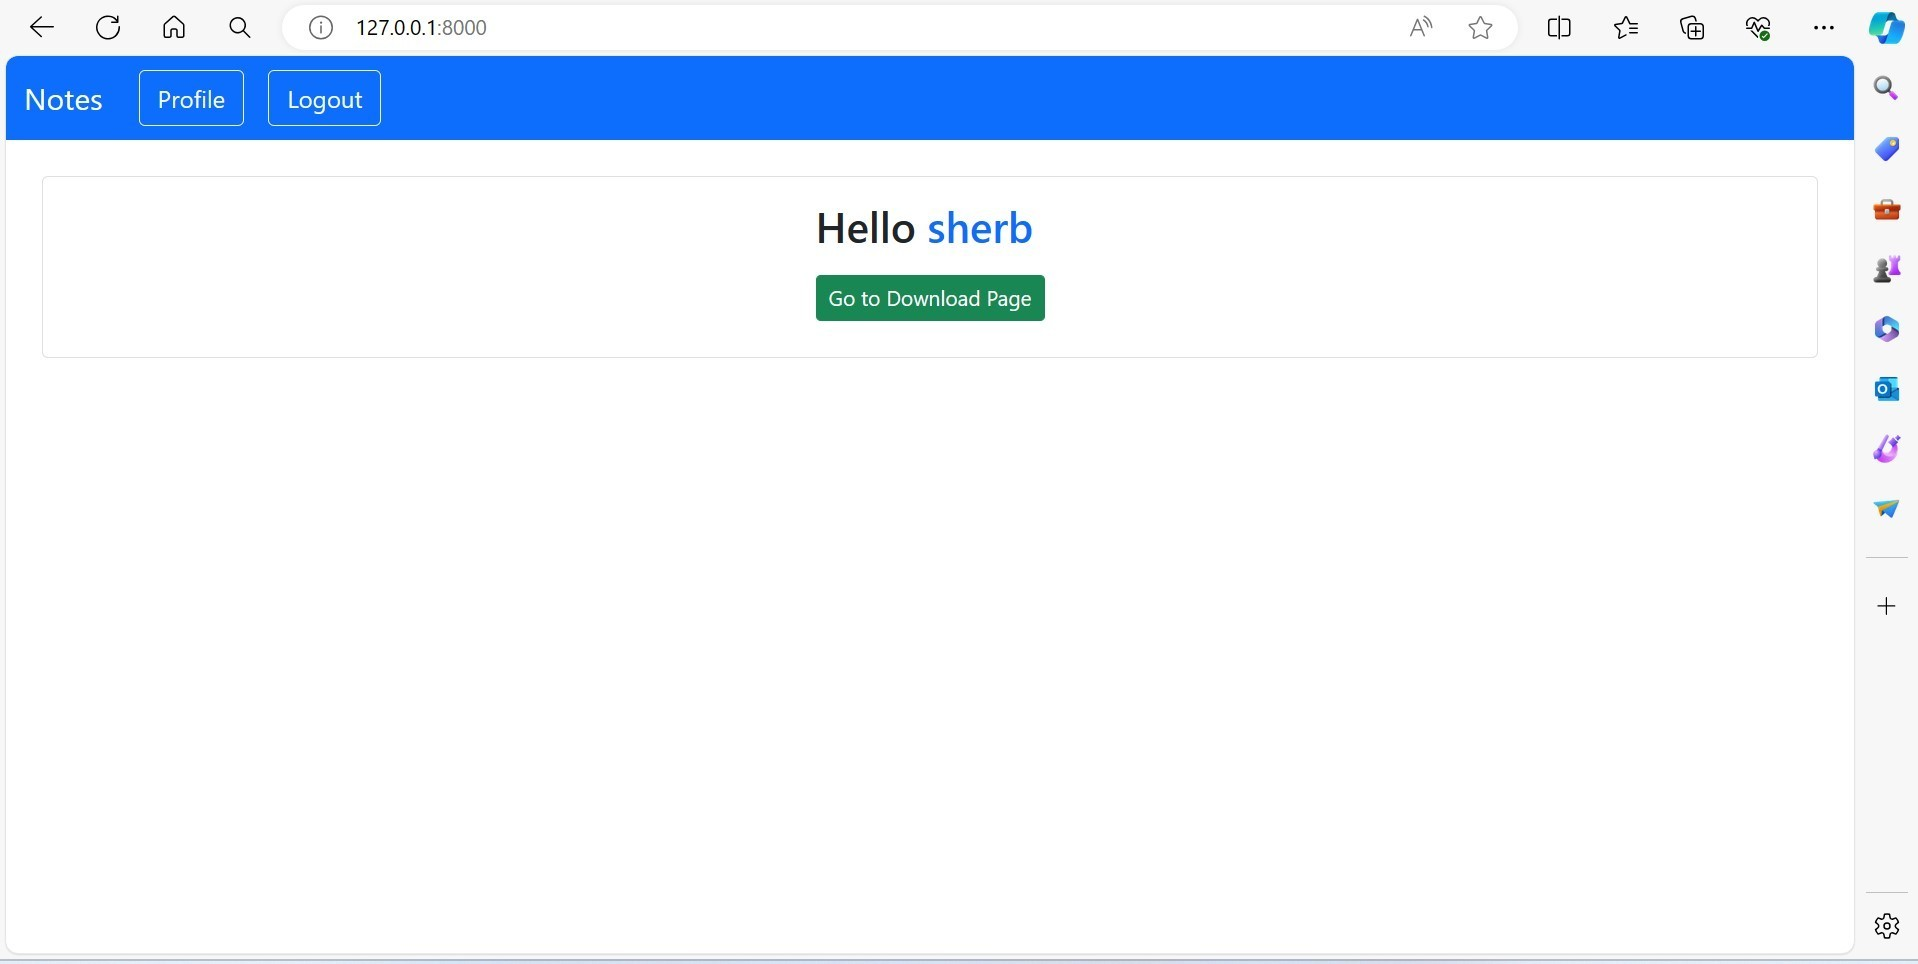 127.0.0.1:8000
Notes Profile Logout
Hello sherb
Go to Download Page